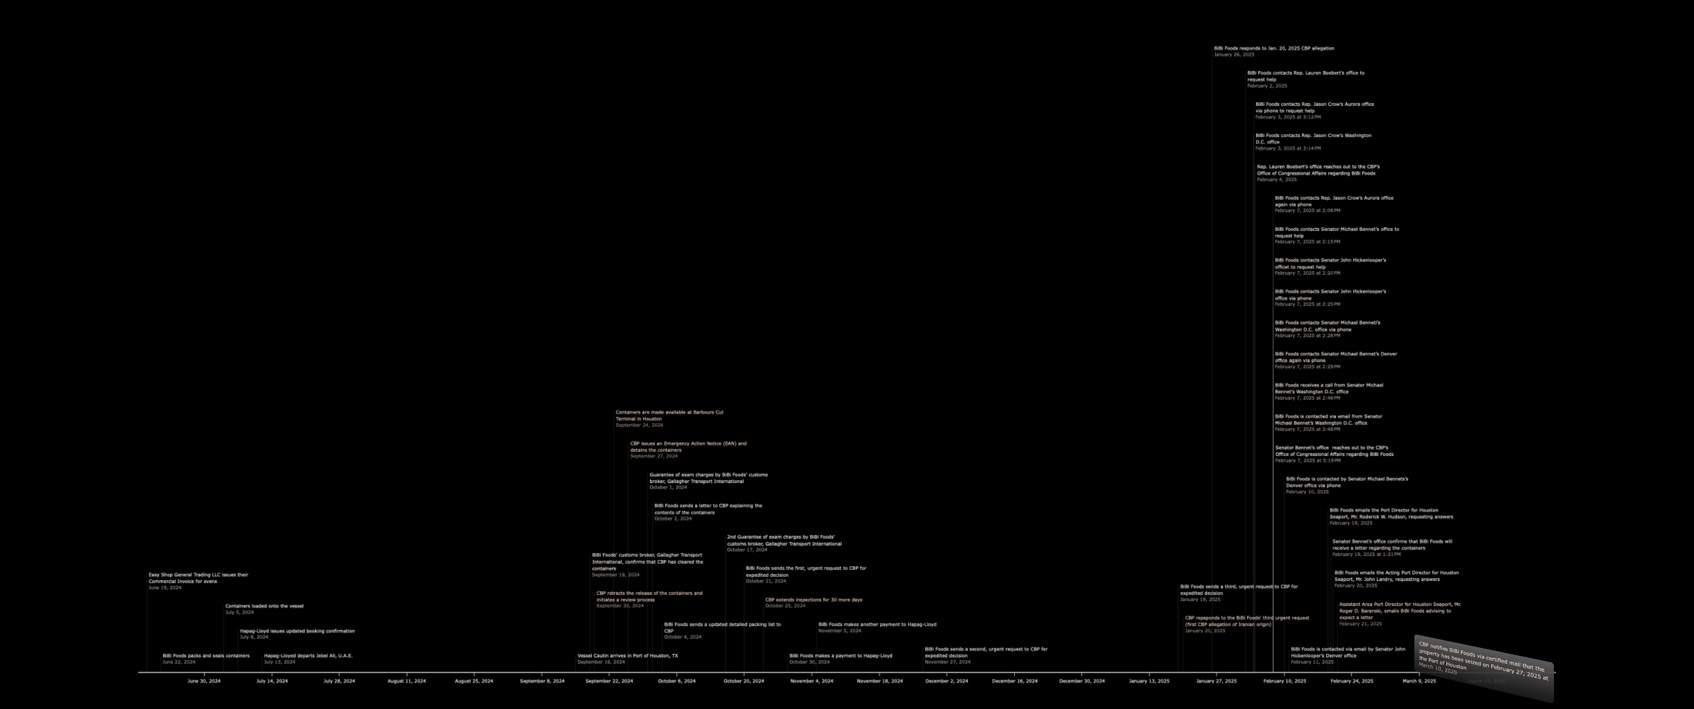 BiBi Foods responds to Jan. 20, 2025 CBP allegation
January 26, 2025
BiBi Foods contacts Rep. Lauren Boebert's office to
request help
February 2, 2025
BiBi Foods contacts Rep. Jason Crow's Aurora office
via phone to request help
February 3, 2025 at 3:12PM
BiBi Foods contacts Rep. Jason Crow's Washington
D.C. office
February 3, 2025 at 3:14PM
Rep. Lauren Boebert's office reaches out to the CBP's
Office of Congressional Affairs regarding BiBi Foods
February 4, 2025
BiBi Foods contacts Rep. Jason Crow's Aurora office
again via phone
February 7, 2025 at 2:08PM
BiBi Foods contacts Senator Michael Bennet's office to
request help
February 7, 2025 at 2:15PM
BiBi Foods contacts Senator John Hickenlooper's
officet to request help
February 7, 2025 at 2:20PM
BiBi Foods contacts Senator John Hickenlooper's
office via phone
February 7, 2025 at 2:25PM
BiBi Foods contacts Senator Michael Bennet's
Washington D.C. office via phone
February 7, 2025 at 2:28PM
BiBi Foods contacts Senator Michael Bennet's Denver
office again via phone
February 7, 2025 at 2:29PM
BiBi Foods receives a call from Senator Michael
Bennet's Washington D.C. office
February 7, 2025 at 2:48PM
BiBi Foods is contacted via email from Senator
Michael Bennet's Washington D.C. office
February 7, 2025 at 3:46PM
Senator Bennet's office reaches out to the CBP's
Office of Congressional Affairs regarding BiBi Foods
February 7, 2025 at 5:19PM
BiBi Foods is contacted by Senator Michael Bennets's
Denver office via phone
February 10, 2025
BiBi Foods emails the Port Director for Houston
Seaport, Mr. Roderick W. Hudson, requesting answers
February 19, 2025
Senator Bennet's office confirms that BiBi Foods will
receive a letter regarding the containers
February 19, 2025 at 1:21PM
BiBi Foods emails the Acting Port Director for Houston
Seaport, Mr. John Landry, requesting answers
February 20, 2025
Assistant Area Port Director for Houston Seaport, Mr.
Roger D. Baranski, emails BiBi Foods advising to
expect a letter
February 21, 2025
Containers are made available at Barbours Cut
Terminal in Houston
September 24, 2024
CBP issues an Emergency Action Notice (EAN) and
detains the containers
September 27, 2024
Guarantee of exam charges by BiBi Foods' customs
broker, Gallagher Transport International
October 1, 2024
BiBi Foods sends a letter to CBP explaining the
contents of the containers
October 2, 2024
2nd Guarantee of exam charges by BiBi Foods'
customs broker, Gallagher Transport International
October 17, 2024
BiBi Foods' customs broker, Gallagher Transport
International, confirms that CBP has cleared the
containers
September 19, 2024
BiBi Foods sends the first, urgent request to CBP for
expedited decision
October 21, 2024
Easy Shop General Trading LLC issues their
Commercial Invoice for ovens
June 18, 2024
BiBi Foods sends a third, urgent request to CBP for
expedited decision
January 19, 2025
CBP retracts the release of the containers and
initiates a review process
September 20, 2024
CBP extends inspections for 30 more days
October 25, 2024
Containers loaded onto the vessel
July 5, 2024
CBP repsponds to the BiBi Foods' third urgent request
(first CBP allegation of Iranian origin)
January 20, 2025
BiBi Foods sends a updated detailed packing list to
CBP
October 4, 2024
BiBi Foods makes another payment to Hapag-Lloyd
November 5, 2024
Hapag-Lloyd issues updated booking confirmation
July 8, 2024
BiBi Foods packs and seals containers
June 22, 2024
Hapag-Lloyed departs Jebel Ali, U.A.E.
July 13, 2024
Vessel Cautin arrives in Port of Houston, TX
September 16, 2024
BiBi Foods makes a payment to Hapag-Lloyd
October 30, 2024
BiBi Foods sends a second, urgent request to CBP for
expedited decision
November 27, 2024
BiBi Foods is contacted via email by Senator John
Hickenlooper's Denver office
February 11, 2025
CBP notifies BiBi Foods via certified mail that the
property has been seized on February 27, 2025 at
the Port of Houston
March 10, 2025
June 30, 2024
July 14, 2024
July 28, 2024
August 11, 2024
August 25, 2024
September 8, 2024
September 22, 2024
October 6, 2024
October 20, 2024
November 4, 2024
November 18, 2024
December 2, 2024
December 16, 2024
December 30, 2024
January 13, 2025
January 27, 2025
February 10, 2025
February 24, 2025
March 9, 2025